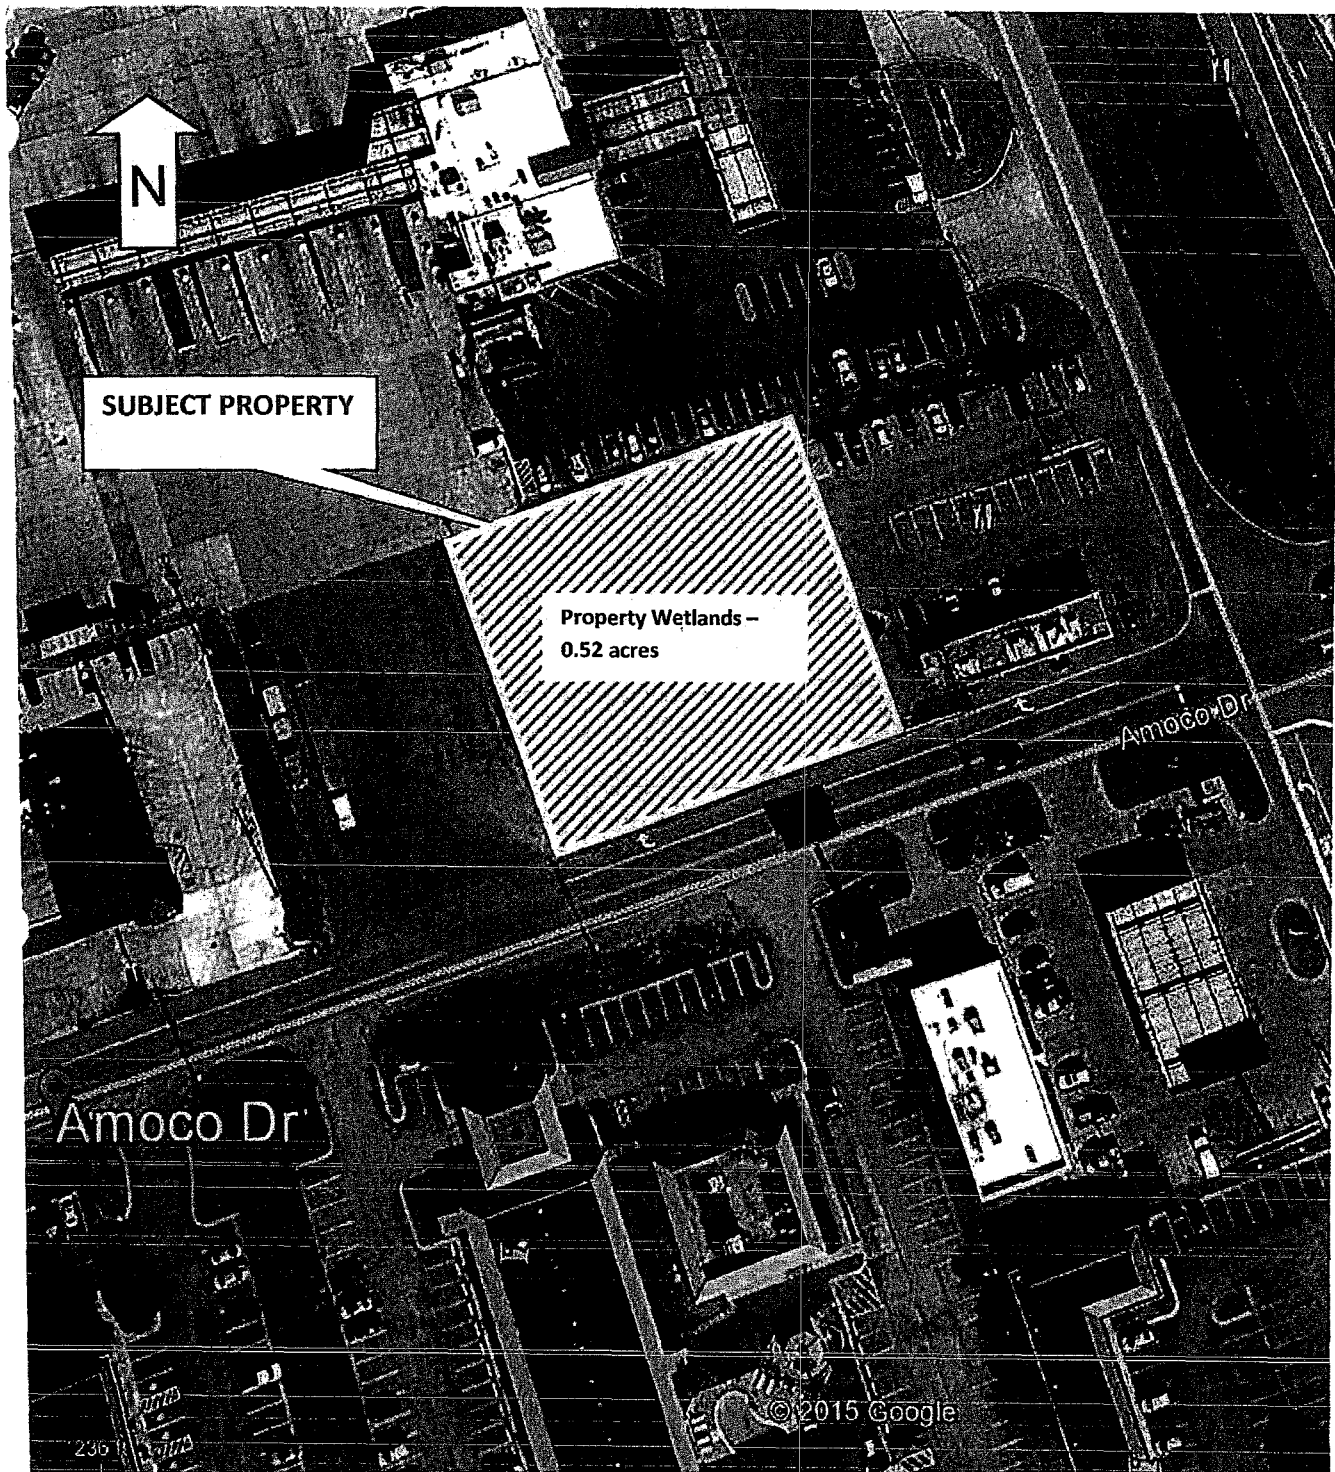 N
SUBJECT PROPERTY
Property Wetlands –
0.52 acres
Amoco Dr
Amoco Dr
© 2015 Google